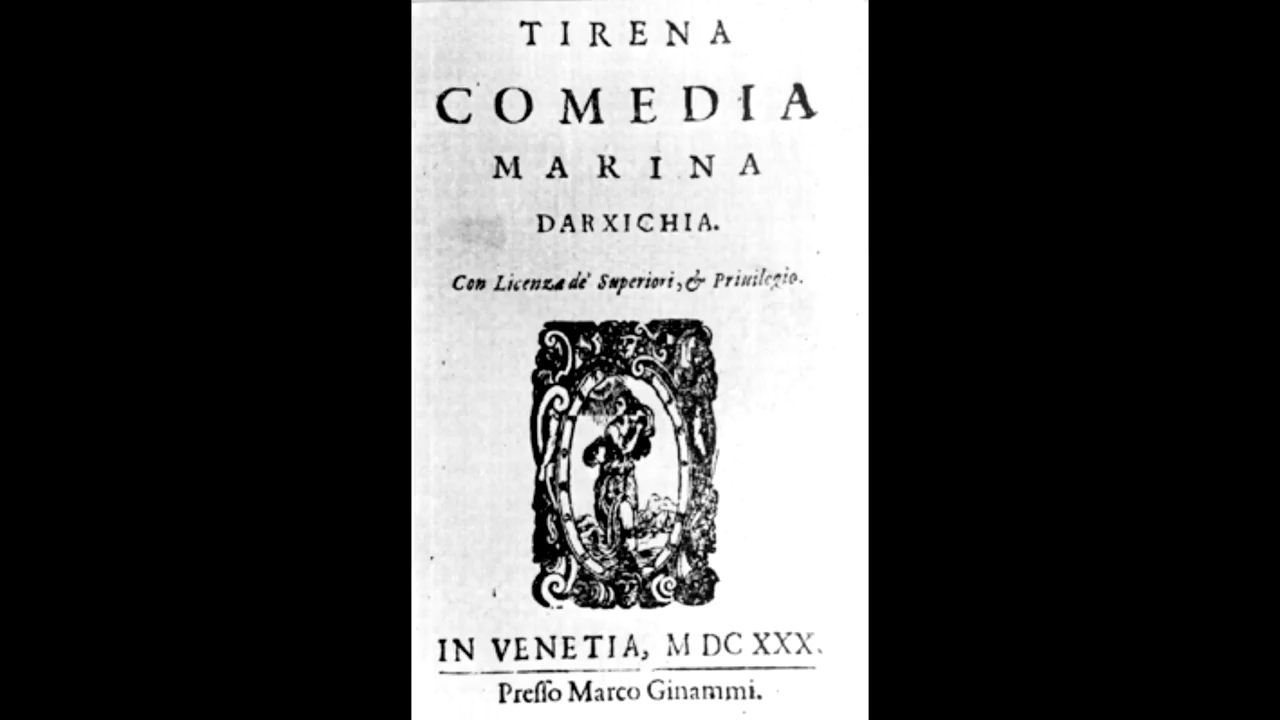 TIRENA
COMEDIA
MARINA
DARXICHIA.
Con Licenza de' Superiori, & Priuilegio.
IN VENETIA, M DC XXX.
Preſſo Marco Ginammi.